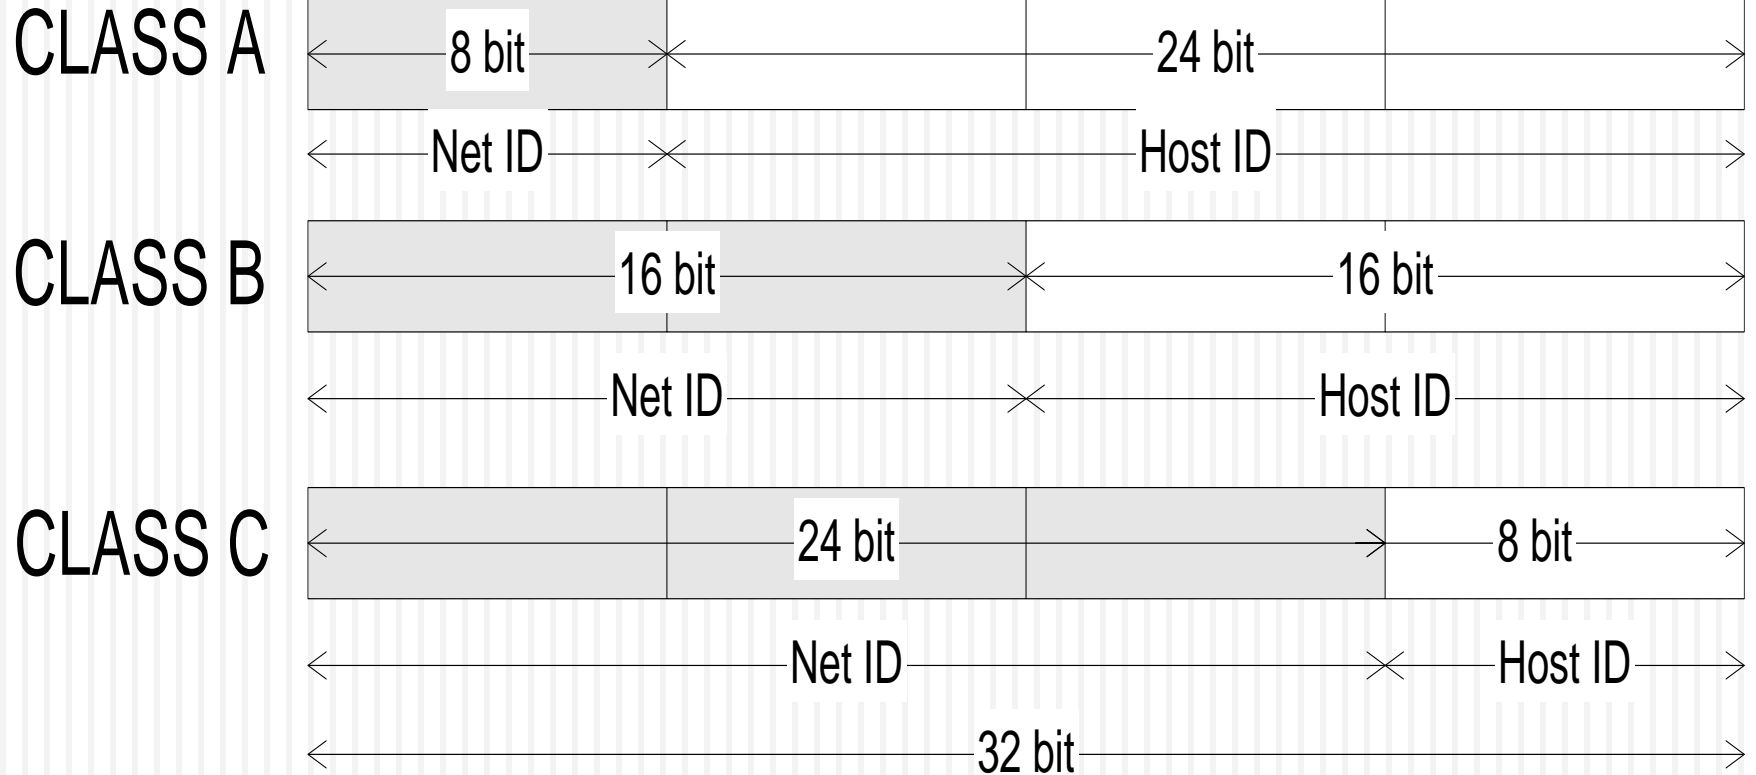 CLASS A 8 bit 24 bit
Net ID Host ID
CLASS B 16 bit 16 bit
Net ID Host ID
CLASS C 24 bit 8 bit
Net ID Host ID
32 bit